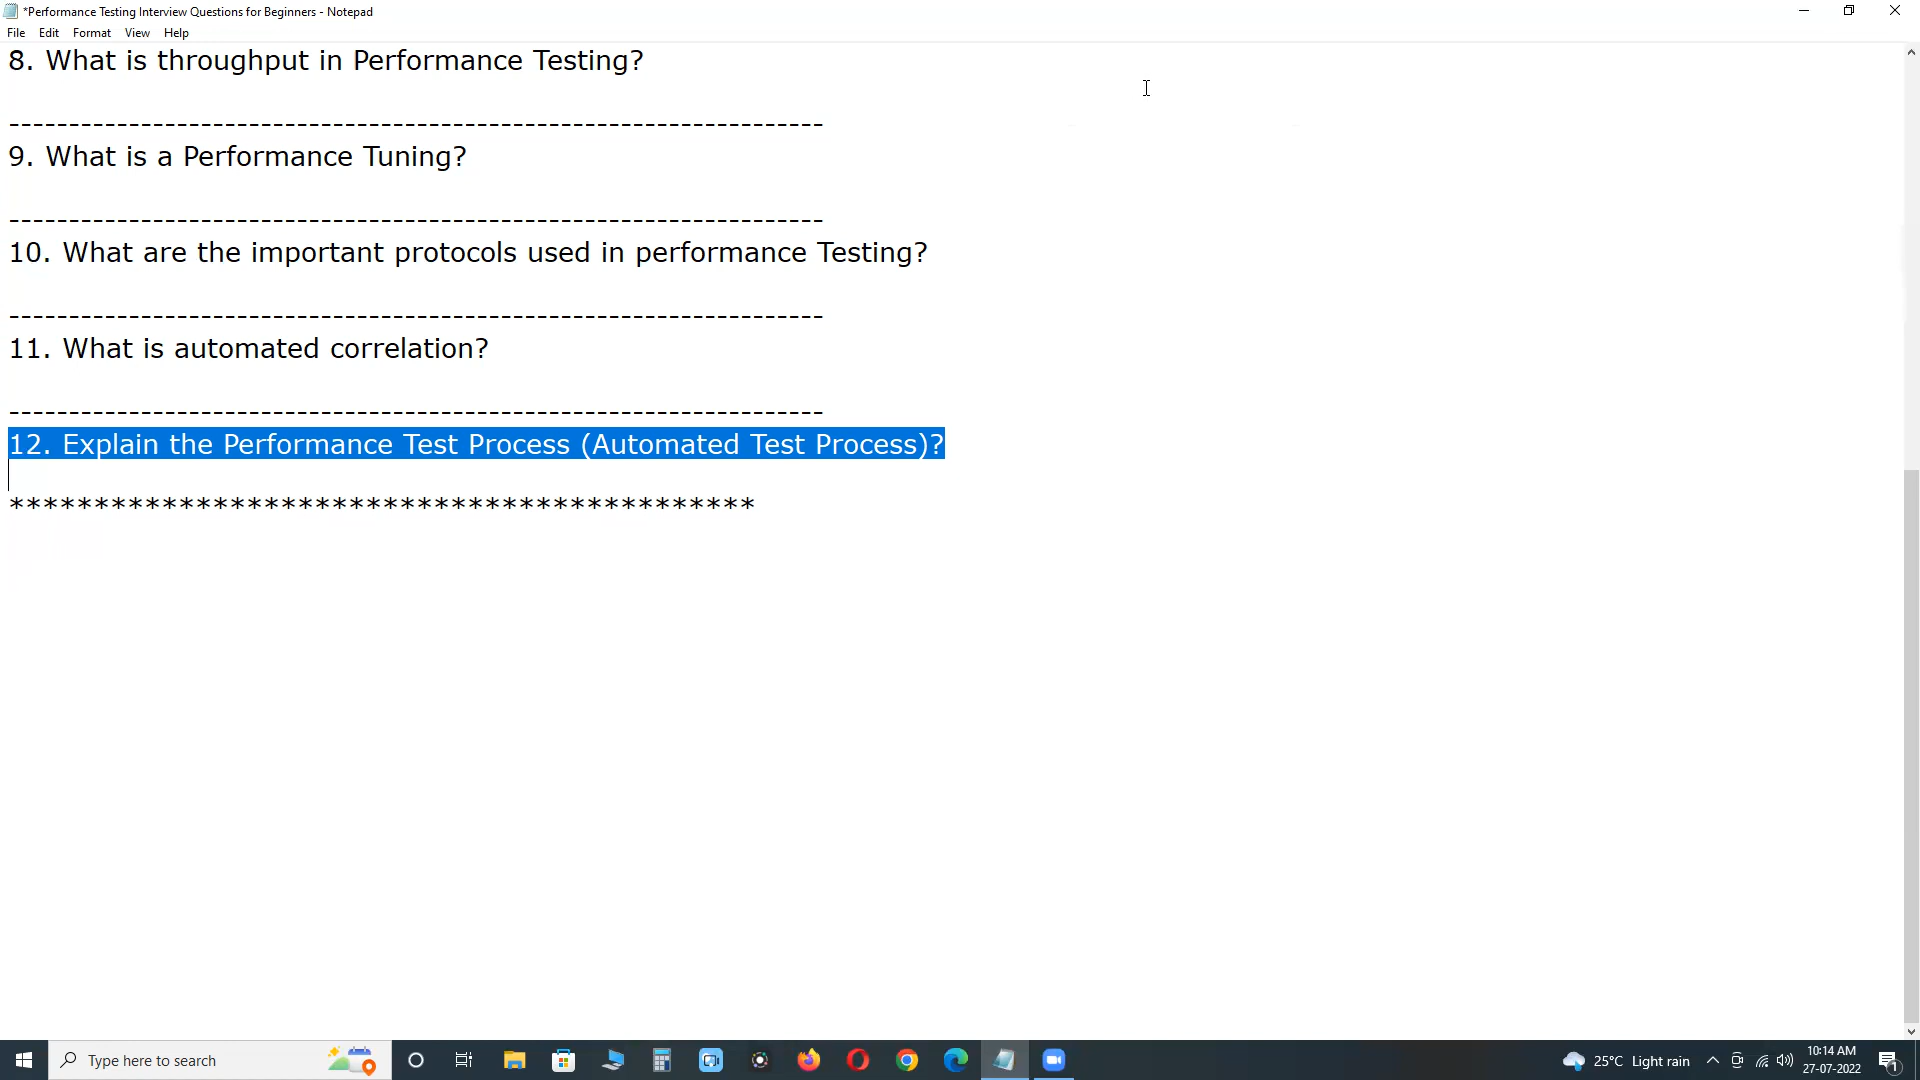 *Performance Testing Interview Questions for Beginners - Notepad
File Edit Format View Help
8. What is throughput in Performance Testing?
--------------------------------------------------------------------
9. What is a Performance Tuning?
--------------------------------------------------------------------
10. What are the important protocols used in performance Testing?
--------------------------------------------------------------------
11. What is automated correlation?
--------------------------------------------------------------------
12. Explain the Performance Test Process (Automated Test Process)?
********************************************
Type here to search
25°C Light rain
10:14 AM
27-07-2022
1